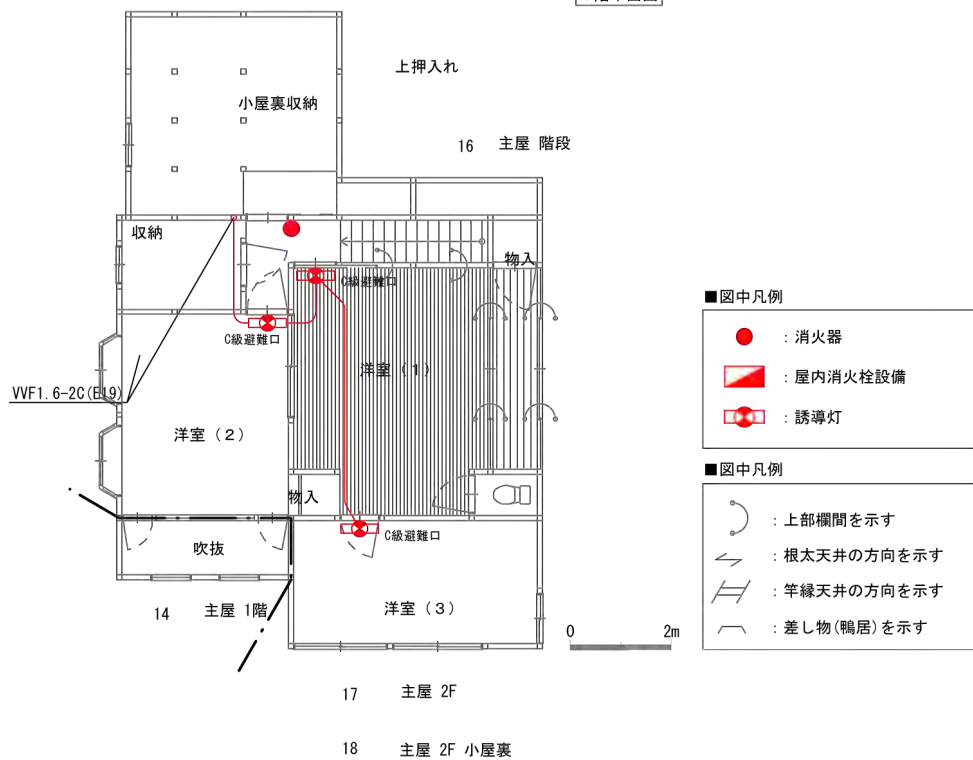 上押入れ
小屋裏収納
16 主屋 階段
収納
物入
C級避難口
C級避難口
洋室（1）
VVF1.6-2C(E19)
洋室（2）
物入
吹抜
C級避難口
14 主屋 1階
洋室（3）
0 2m
17 主屋 2F
18 主屋 2F 小屋裏
■図中凡例
：消火器
：屋内消火栓設備
：誘導灯
■図中凡例
：上部欄間を示す
：根太天井の方向を示す
：竿縁天井の方向を示す
：差し物(鴨居)を示す